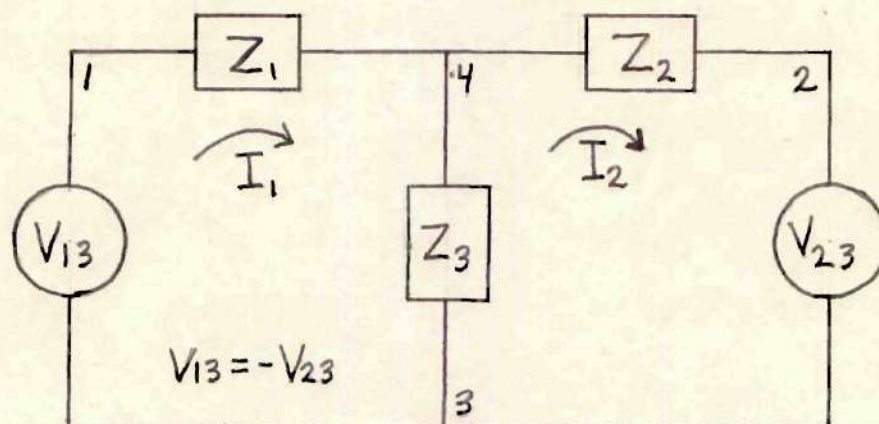 Z₁
Z₂
1
4
2
I₁
I₂
V₁₃
Z₃
V₂₃
V₁₃ = -V₂₃
3